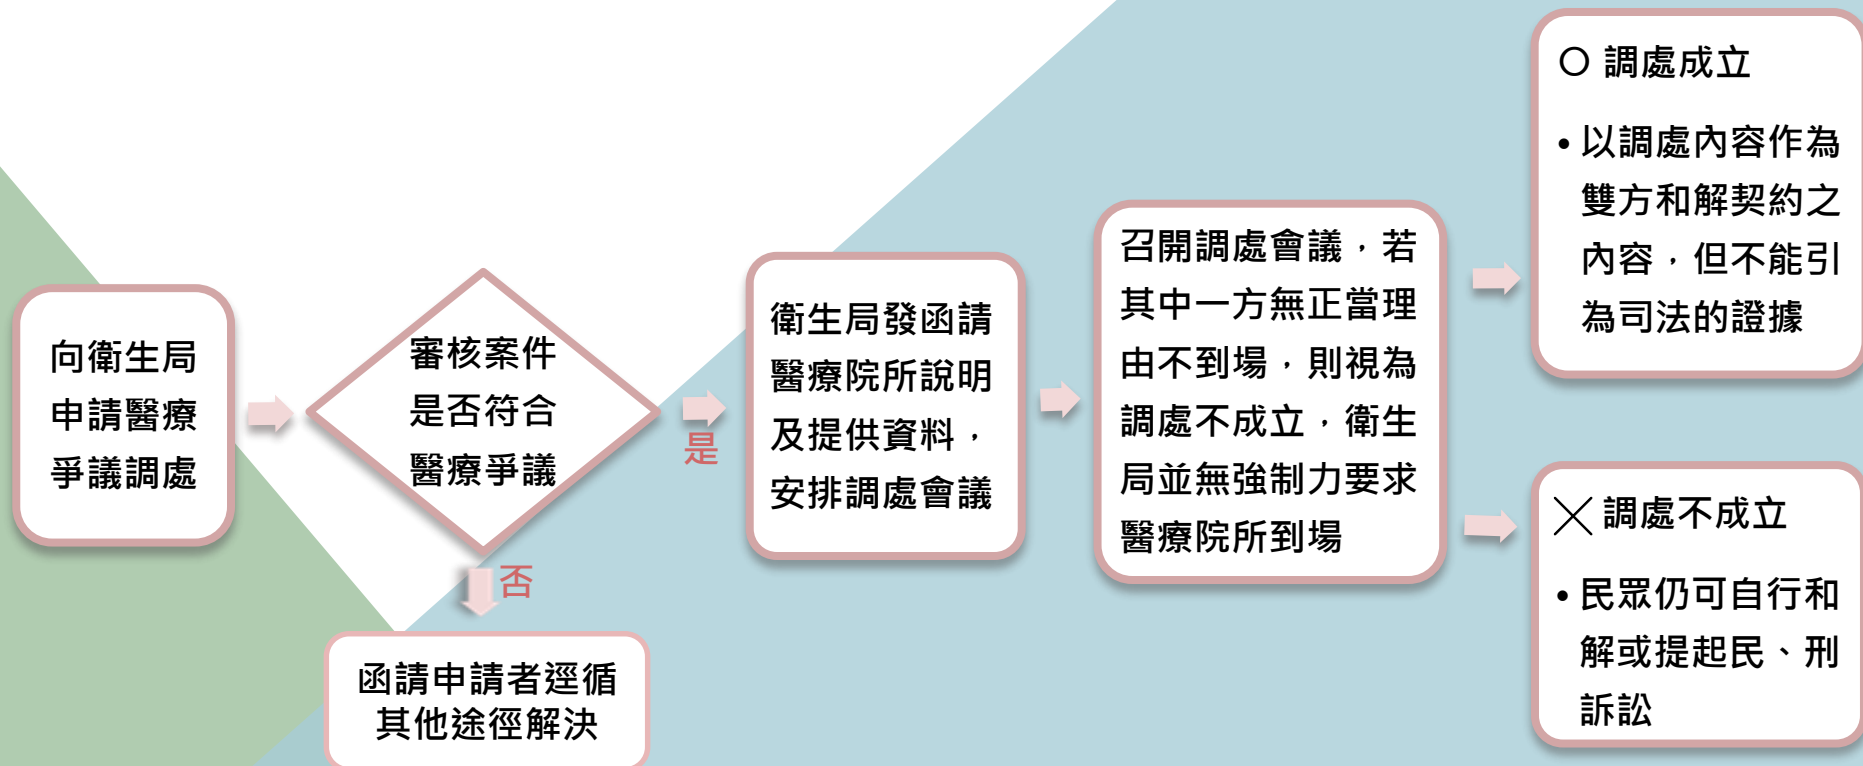 向衛生局
申請醫療
爭議調處
審核案件
是否符合
醫療爭議
是
否
函請申請者逕循
其他途徑解決
衛生局發函請
醫療院所說明
及提供資料，
安排調處會議
召開調處會議，若
其中一方無正當理
由不到場，則視為
調處不成立，衛生
局並無強制力要求
醫療院所到場
○ 調處成立
• 以調處內容作為
雙方和解契約之
內容，但不能引
為司法的證據
╳ 調處不成立
• 民眾仍可自行和
解或提起民、刑
訴訟